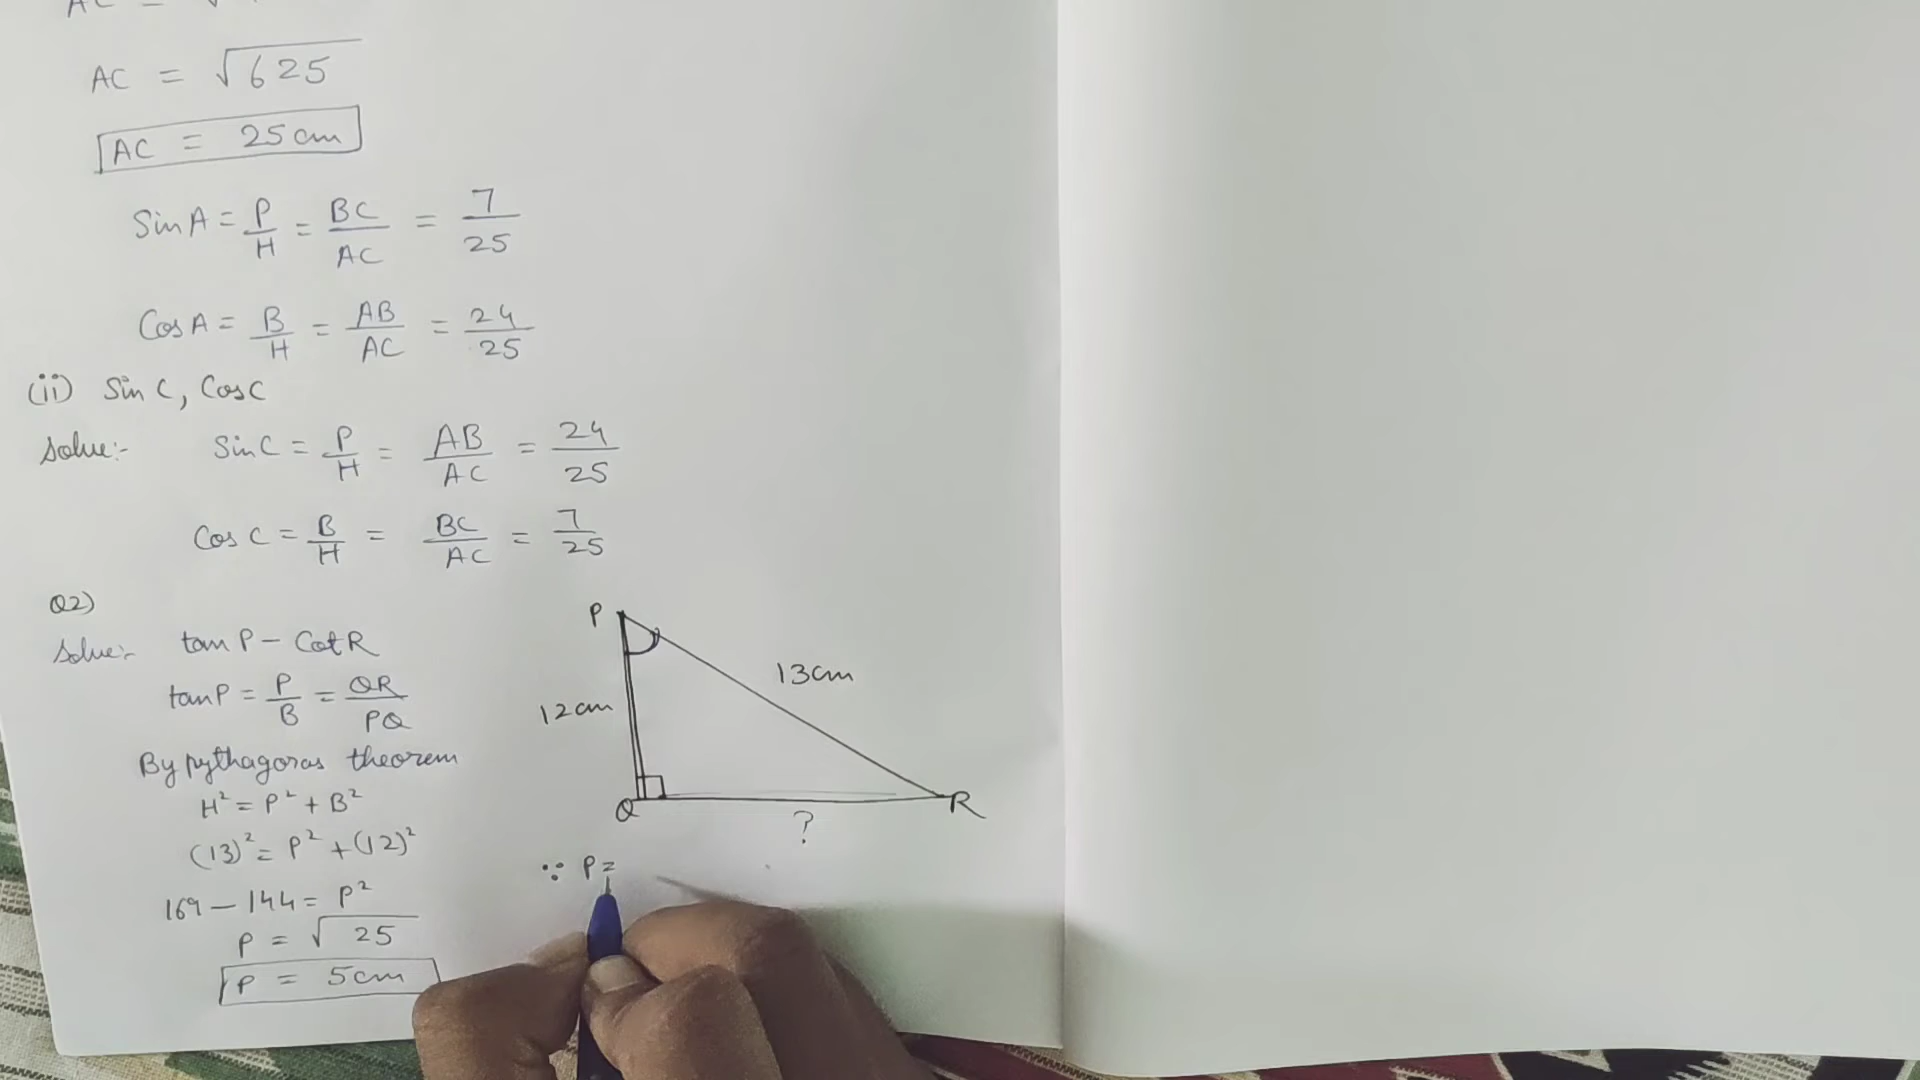 AC = √625
AC = 25cm
Sin A = P/H = BC/AC = 7/25
Cos A = B/H = AB/AC = 24/25
(ii) Sin C, Cos C
Solve:- Sin C = P/H = AB/AC = 24/25
Cos C = B/H = BC/AC = 7/25
Q2)
Solve:- tan P - Cot R
tan P = P/B = QR/PQ
By pythagoras theorem
H² = P² + B²
(13)² = P² + (12)²
169 - 144 = P²
P = √25
P = 5cm
P
13cm
12cm
Q
R
?
∵ P =